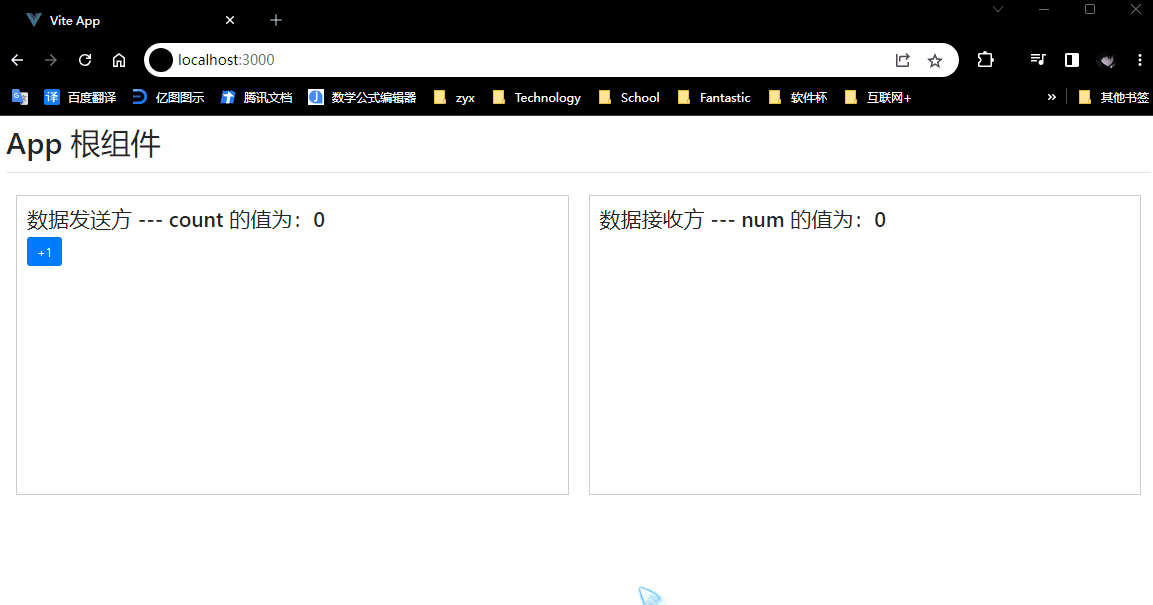 Vite App
localhost:3000
译 百度翻译 亿图图示 腾讯文档 数学公式编辑器 zyx Technology School Fantastic 软件杯 互联网+ » 其他书签
App 根组件
数据发送方 --- count 的值为：0
+1
数据接收方 --- num 的值为：0